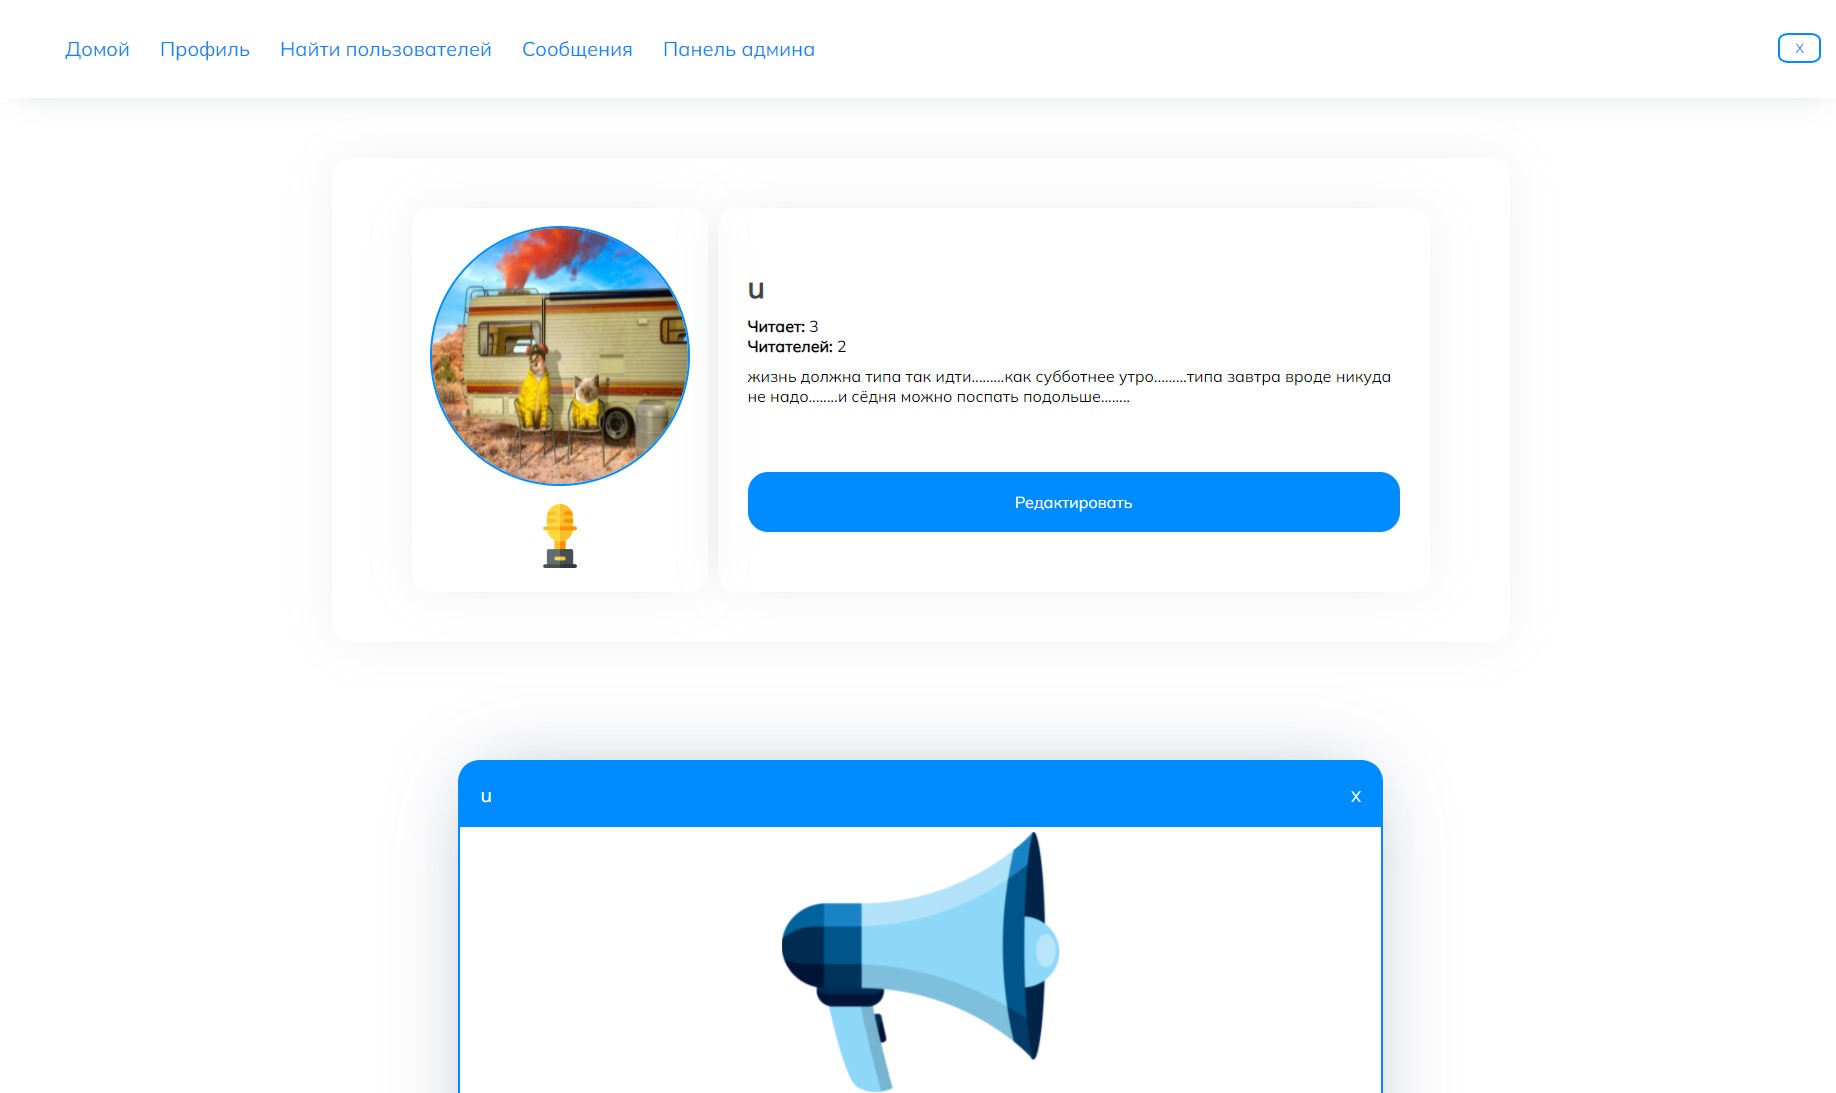 Домой Профиль Найти пользователей Сообщения Панель админа x
u
Читает: 3
Читателей: 2
жизнь должна типа так идти.........как субботнее утро.........типа завтра вроде никуда
не надо........и сёдня можно поспать подольше........
Редактировать
u x